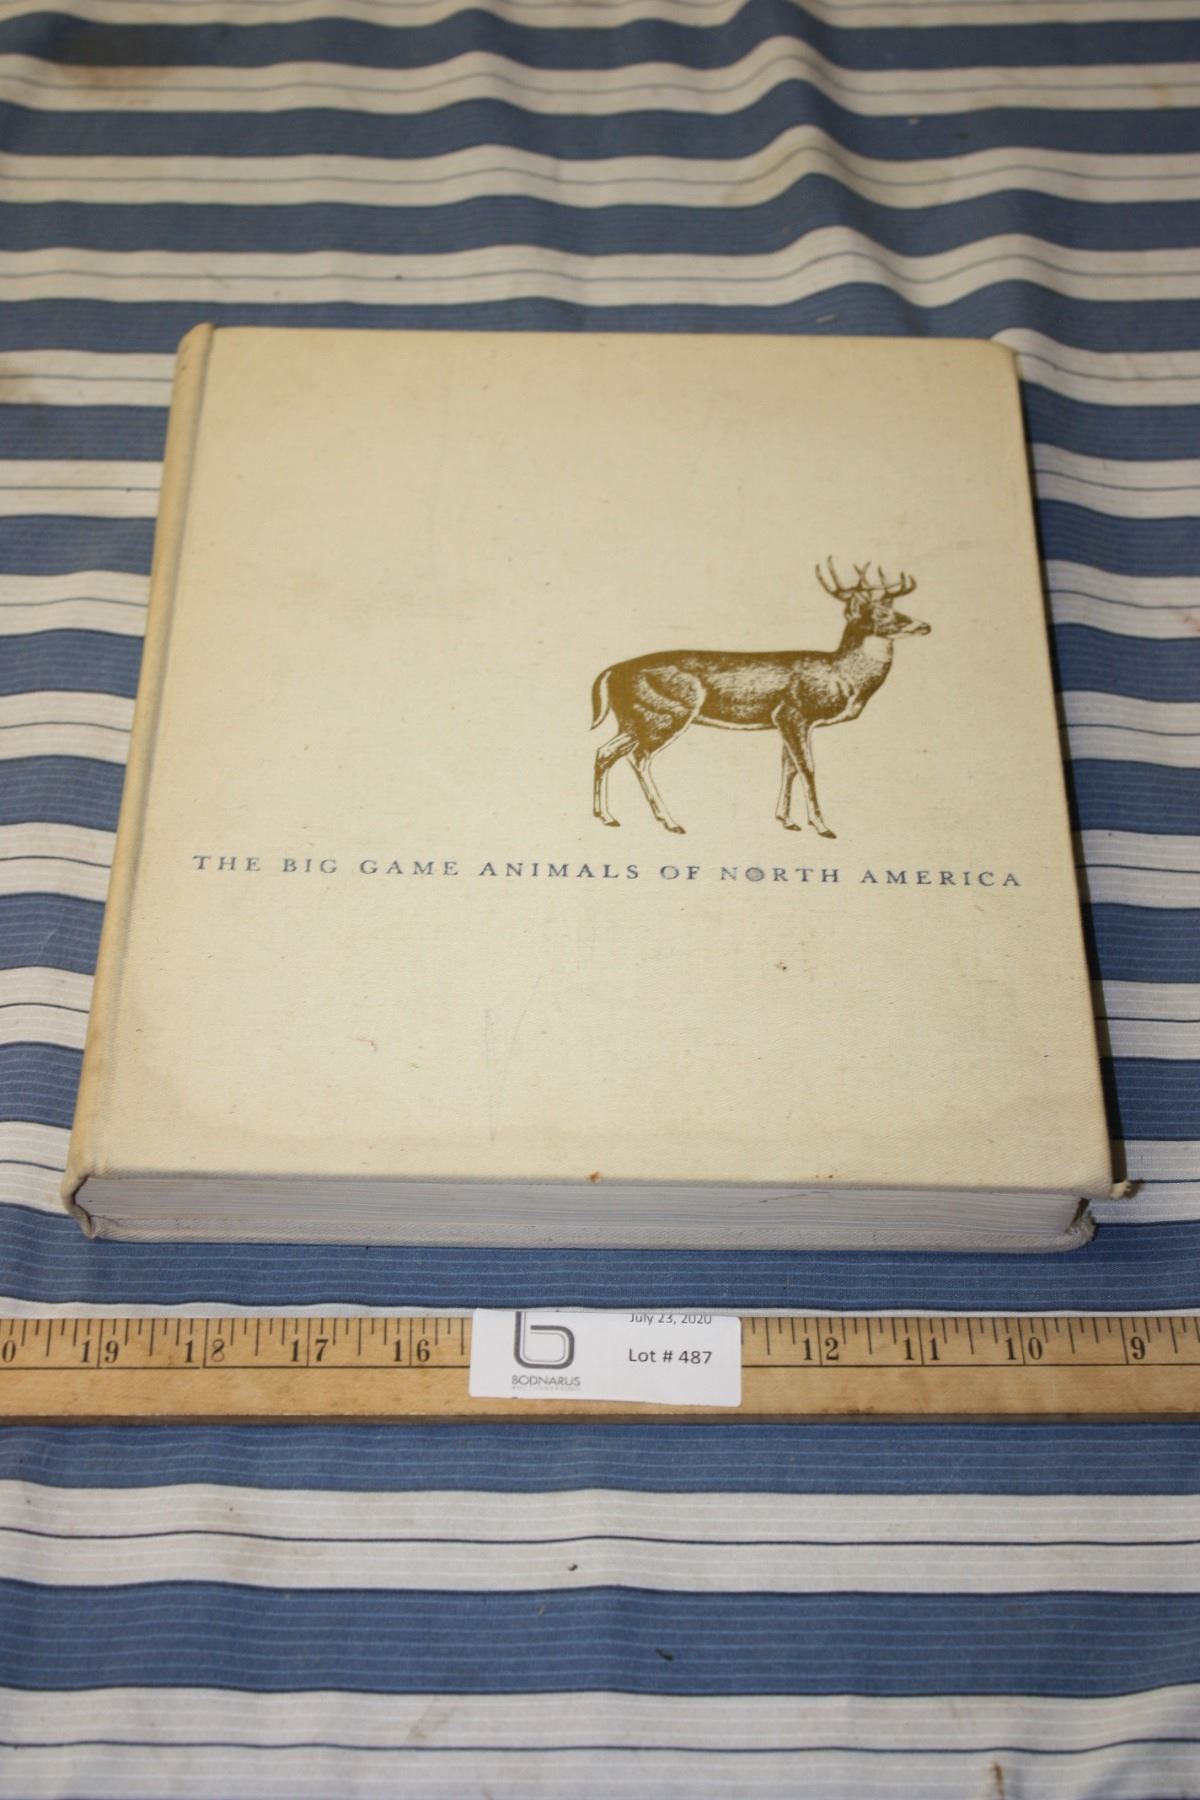 THE BIG GAME ANIMALS OF NORTH AMERICA
July 23, 2020
Lot # 487
BODNARUS
19 18 17 16 12 11 10 9